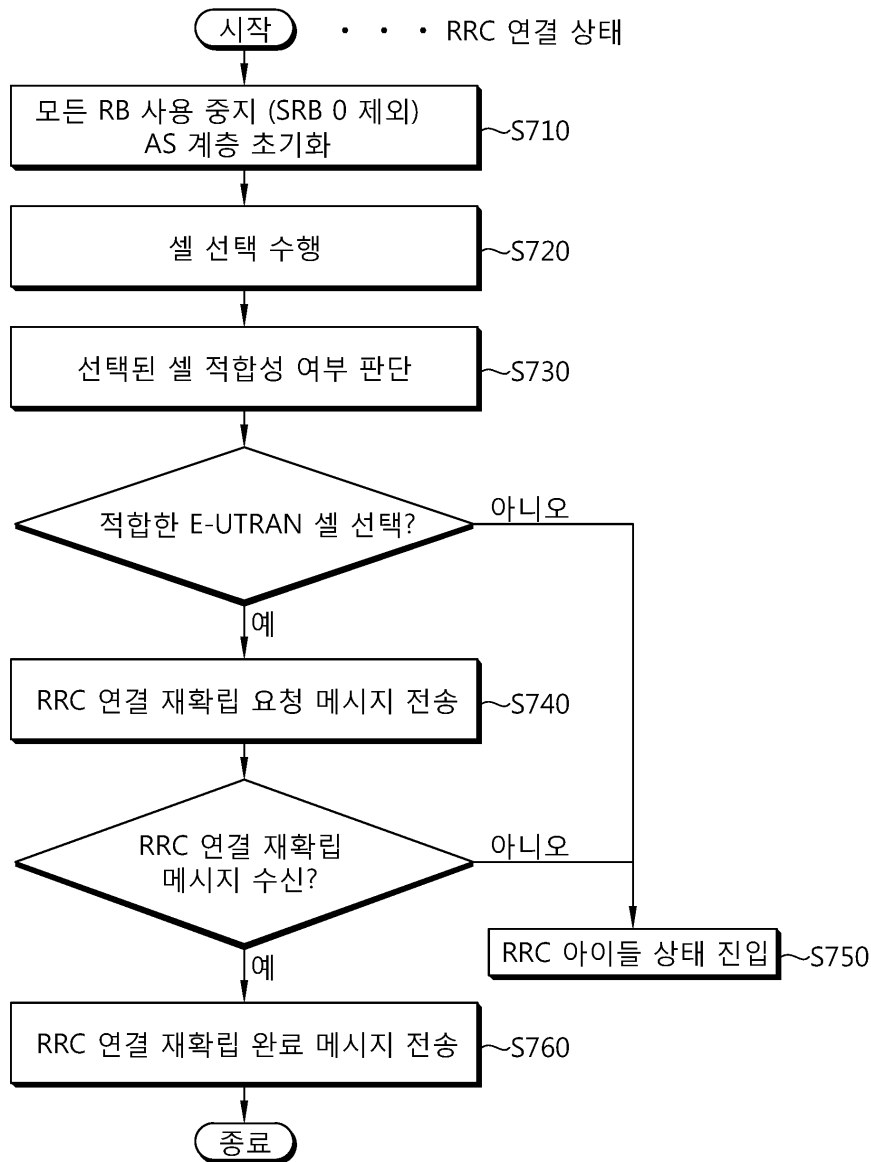 시작 · · · RRC 연결 상태
모든 RB 사용 중지 (SRB 0 제외)
AS 계층 초기화
S710
셀 선택 수행
S720
선택된 셀 적합성 여부 판단
S730
적합한 E-UTRAN 셀 선택?
아니오
예
RRC 연결 재확립 요청 메시지 전송
S740
RRC 연결 재확립
메시지 수신?
아니오
예
RRC 아이들 상태 진입
S750
RRC 연결 재확립 완료 메시지 전송
S760
종료